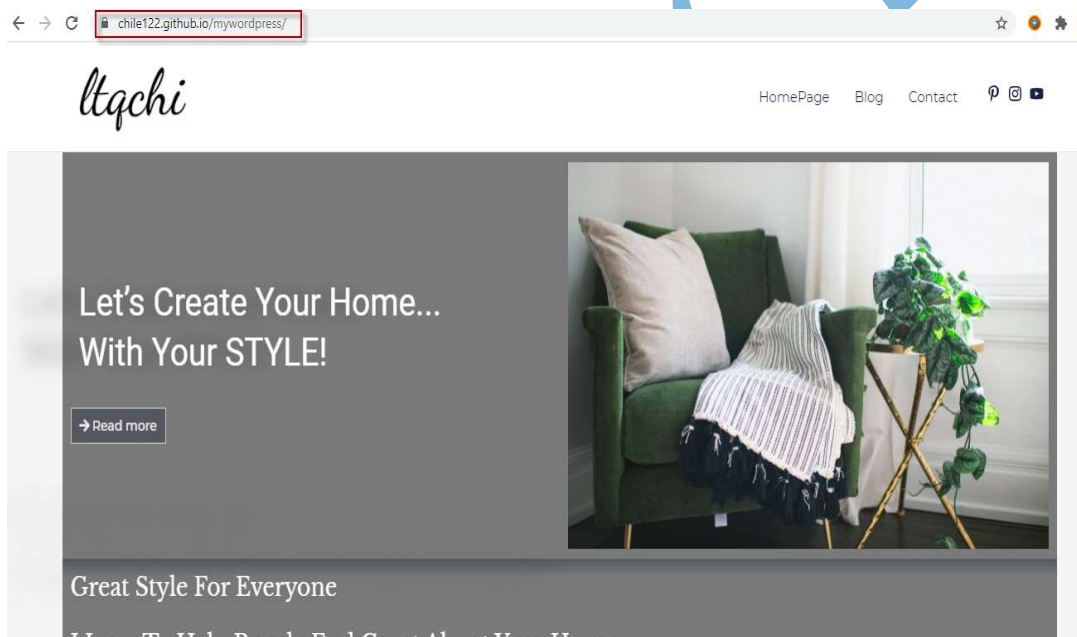 chile122.github.io/mywordpress/
ltqchi
HomePage Blog Contact
Let's Create Your Home...
With Your STYLE!
Read more
Great Style For Everyone